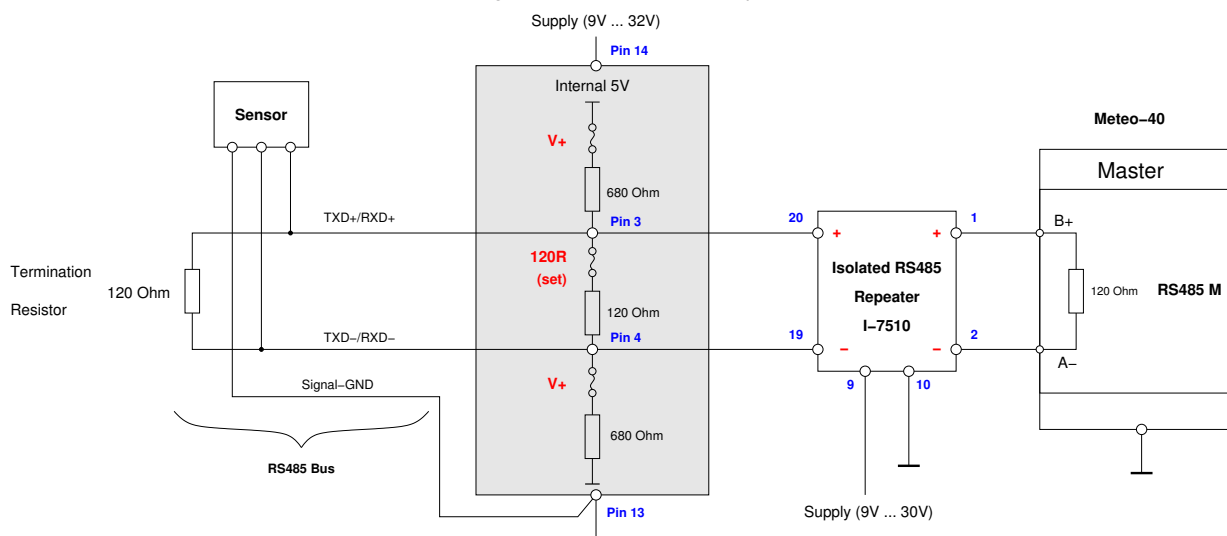 Supply (9V ... 32V)
Pin 14
Internal 5V
Sensor
V+
Meteo−40
Master
680 Ohm
TXD+/RXD+
Pin 3
20
1
B+
+ +
120R
(set)
Isolated RS485
Repeater
I−7510
Termination
Resistor
120 Ohm
120 Ohm
120 Ohm
RS485 M
TXD−/RXD−
Pin 4
19
2
− −
A−
Signal−GND
V+
9
10
680 Ohm
RS485 Bus
Pin 13
Supply (9V ... 30V)